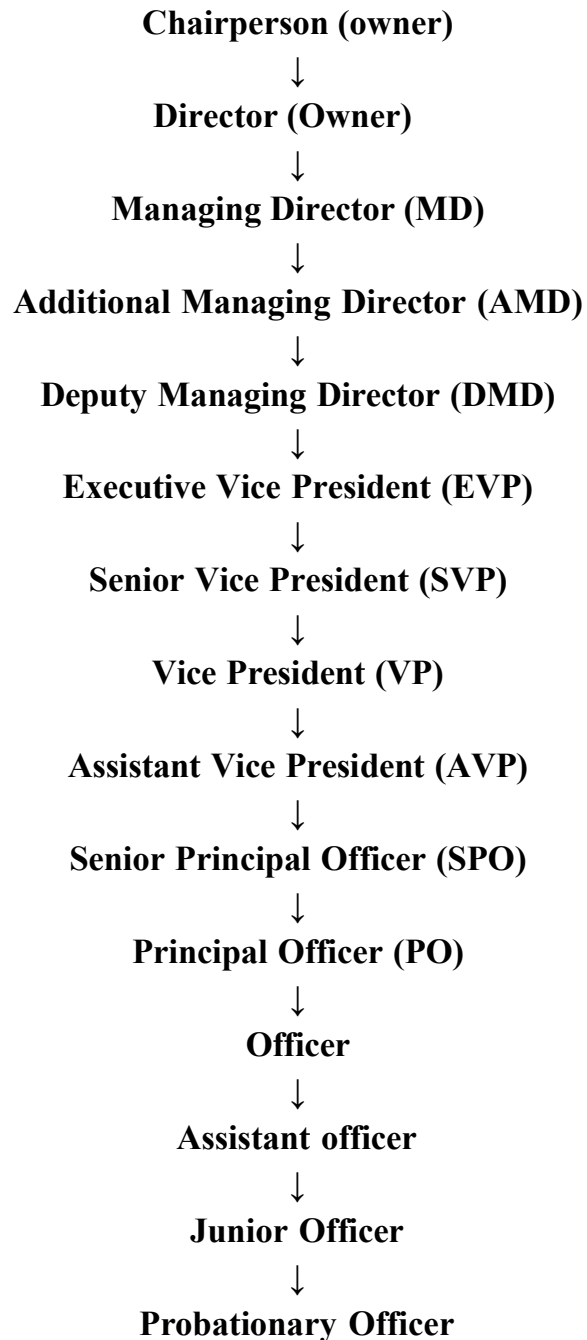 Chairperson (owner)
↓
Director (Owner)
↓
Managing Director (MD)
↓
Additional Managing Director (AMD)
↓
Deputy Managing Director (DMD)
↓
Executive Vice President (EVP)
↓
Senior Vice President (SVP)
↓
Vice President (VP)
↓
Assistant Vice President (AVP)
↓
Senior Principal Officer (SPO)
↓
Principal Officer (PO)
↓
Officer
↓
Assistant officer
↓
Junior Officer
↓
Probationary Officer